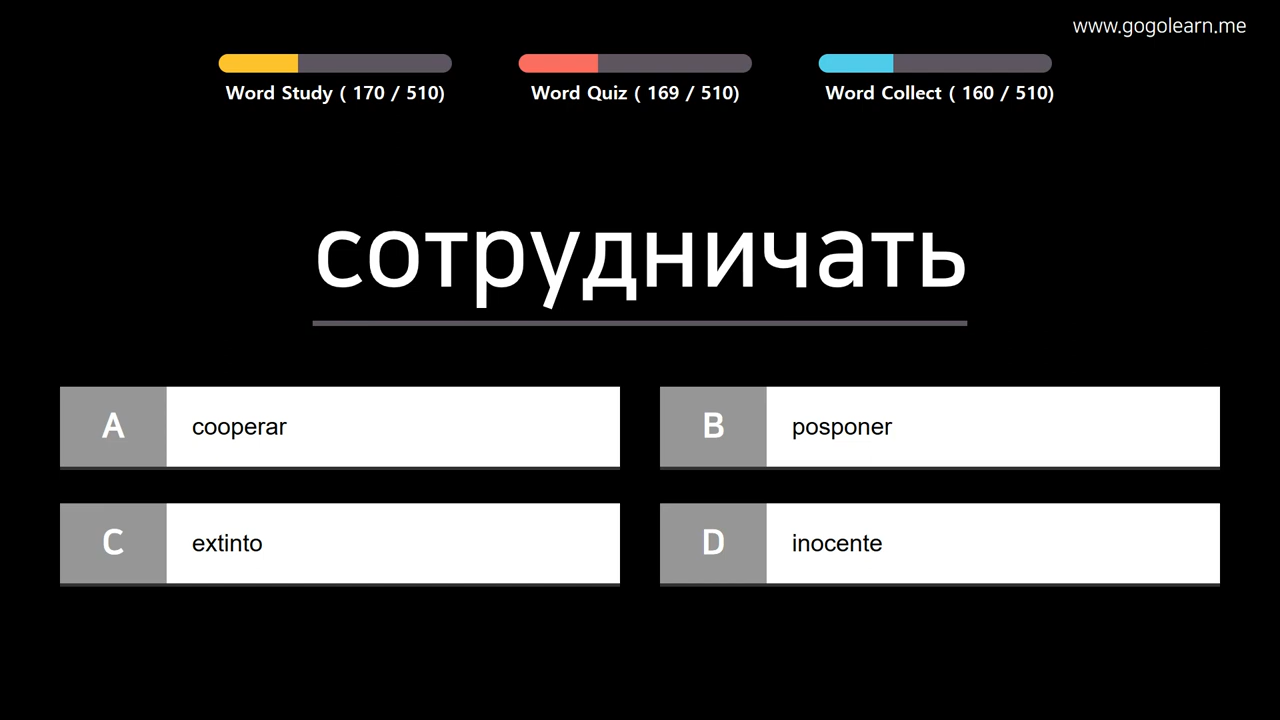 www.gogolearn.me
Word Study ( 170 / 510)
Word Quiz ( 169 / 510)
Word Collect ( 160 / 510)
сотрудничать
A cooperar
B posponer
C extinto
D inocente